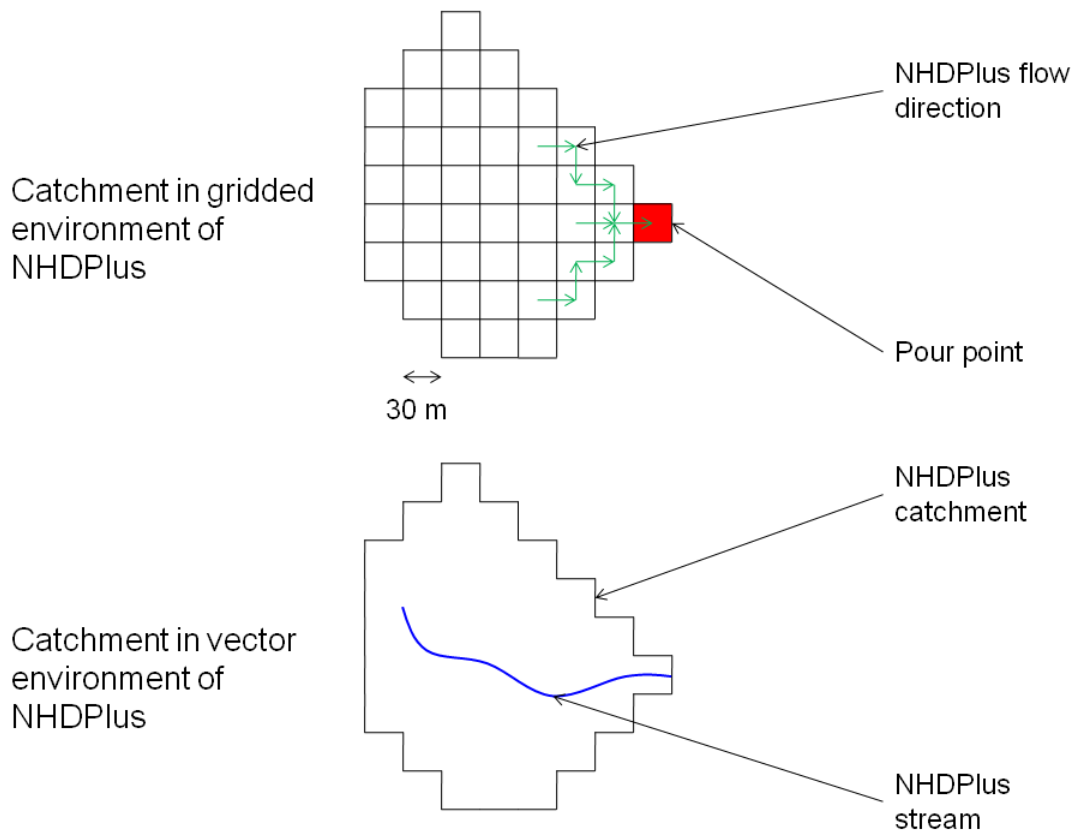 NHDPlus flow
direction
Catchment in gridded
environment of
NHDPlus
Pour point
30 m
NHDPlus
catchment
Catchment in vector
environment of
NHDPlus
NHDPlus
stream